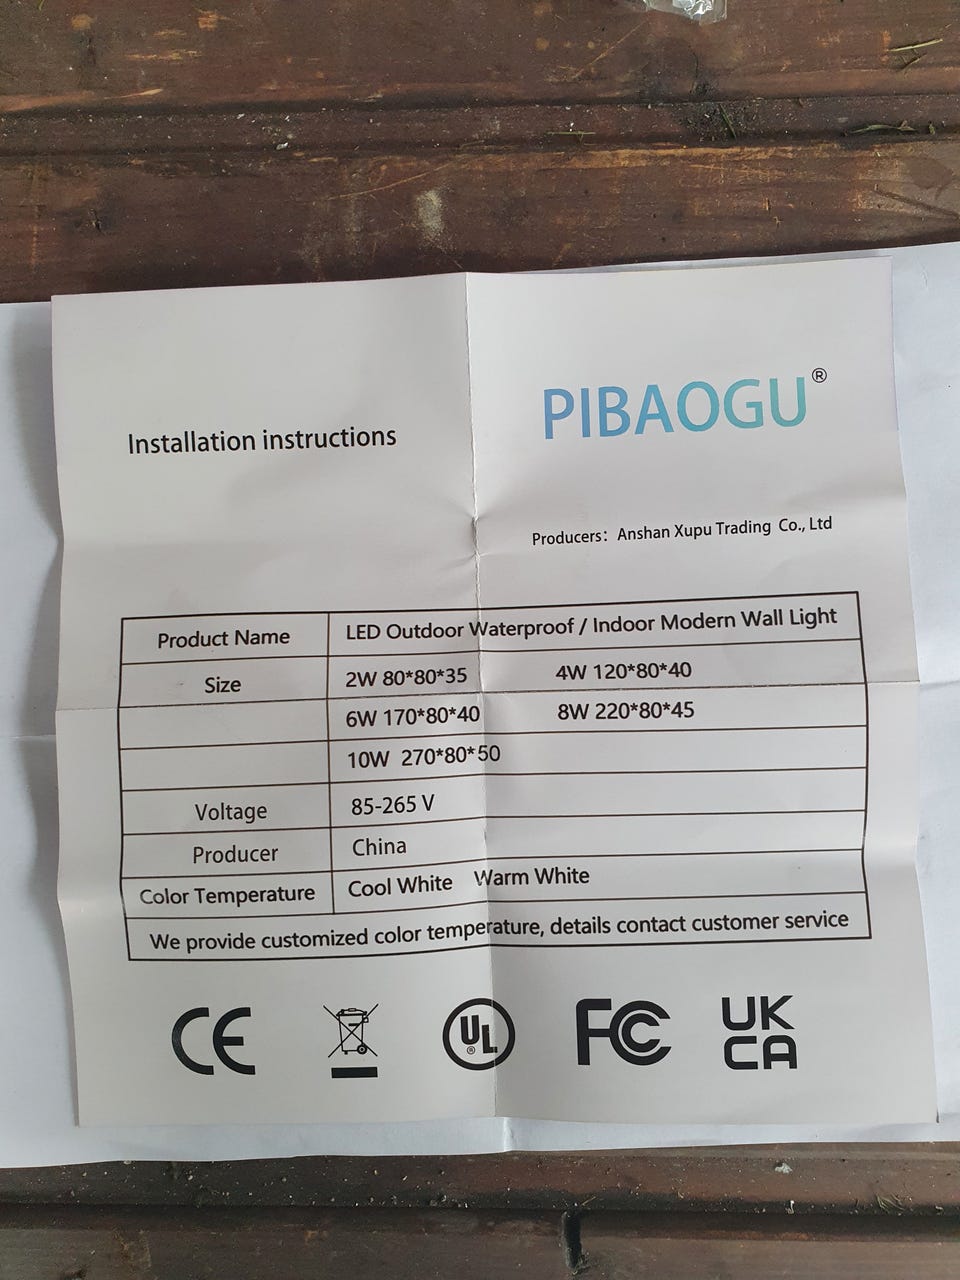 Installation instructions
PIBAOGU®
Producers: Anshan Xupu Trading Co., Ltd
Product Name LED Outdoor Waterproof / Indoor Modern Wall Light
Size 2W 80*80*35 4W 120*80*40
6W 170*80*40 8W 220*80*45
10W 270*80*50
Voltage 85-265 V
Producer China
Color Temperature Cool White Warm White
We provide customized color temperature, details contact customer service
CE UL® FC UK
CA